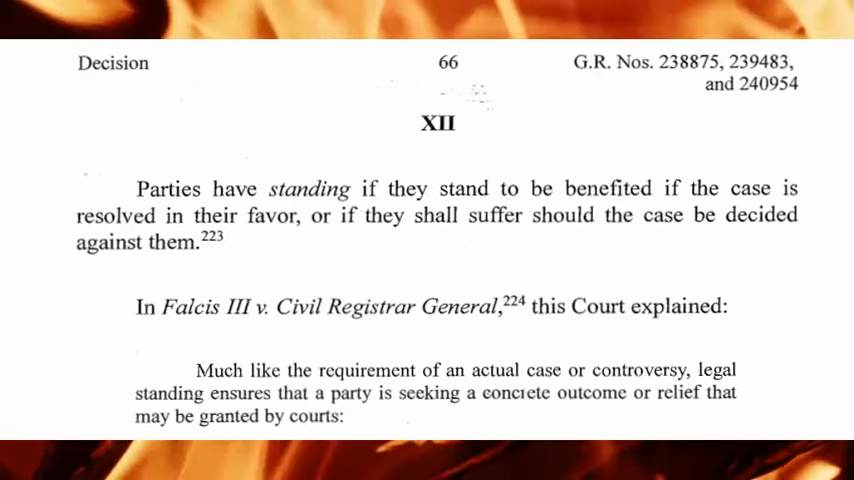 Decision 66 G.R. Nos. 238875, 239483,
and 240954
XII
Parties have standing if they stand to be benefited if the case is
resolved in their favor, or if they shall suffer should the case be decided
against them.223
In Falcis III v. Civil Registrar General,224 this Court explained:
Much like the requirement of an actual case or controversy, legal
standing ensures that a party is seeking a concrete outcome or relief that
may be granted by courts: